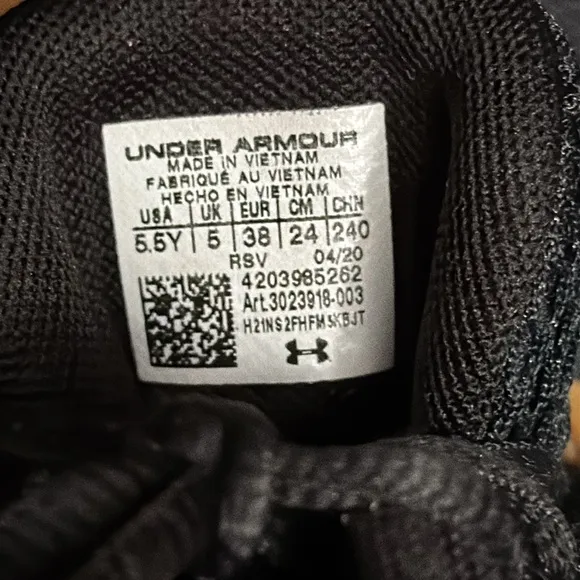 UNDER ARMOUR
MADE IN VIETNAM
FABRIQUÉ AU VIETNAM
HECHO EN VIETNAM
USA | UK | EUR | CM | CHN
5.5Y | 5 | 38 | 24 | 240
RSV 04/20
4203985262
Art.3023918-003
H21NS2FHFMSKBJT